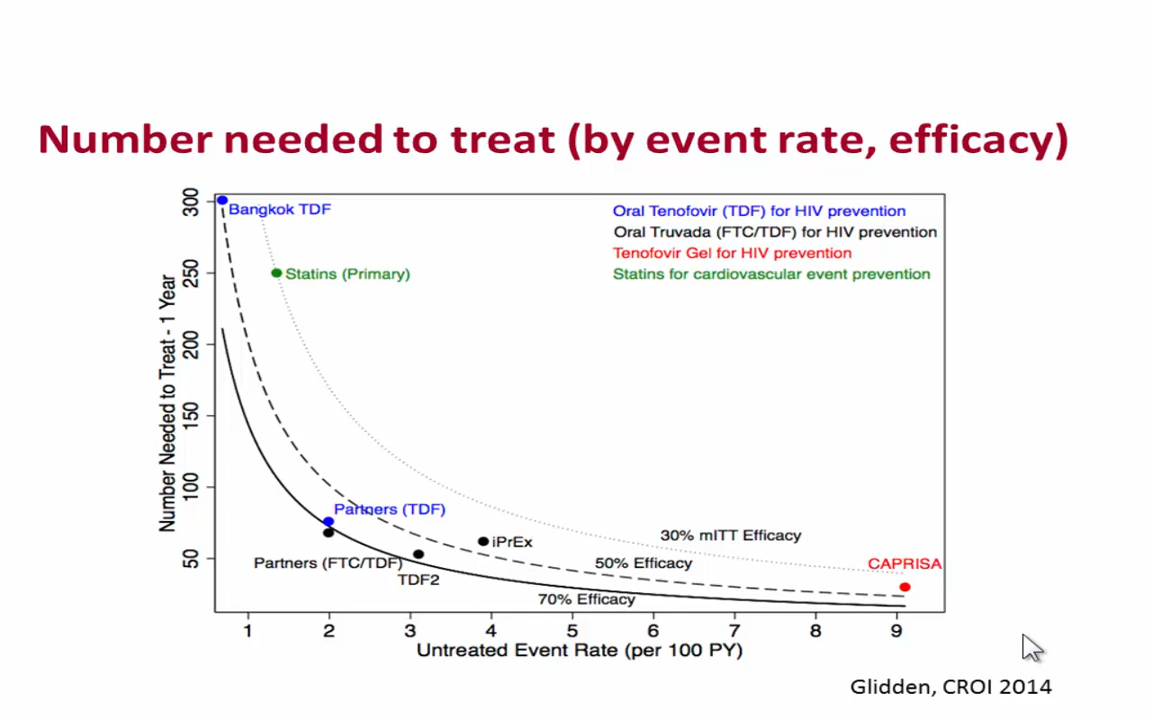 Number needed to treat (by event rate, efficacy)
300
250
200
150
100
50
Number Needed to Treat - 1 Year
Bangkok TDF
Statins (Primary)
Oral Tenofovir (TDF) for HIV prevention
Oral Truvada (FTC/TDF) for HIV prevention
Tenofovir Gel for HIV prevention
Statins for cardiovascular event prevention
Partners (TDF)
Partners (FTC/TDF)
TDF2
iPrEx
30% mITT Efficacy
50% Efficacy
70% Efficacy
CAPRISA
1 2 3 4 5 6 7 8 9
Untreated Event Rate (per 100 PY)
Glidden, CROI 2014